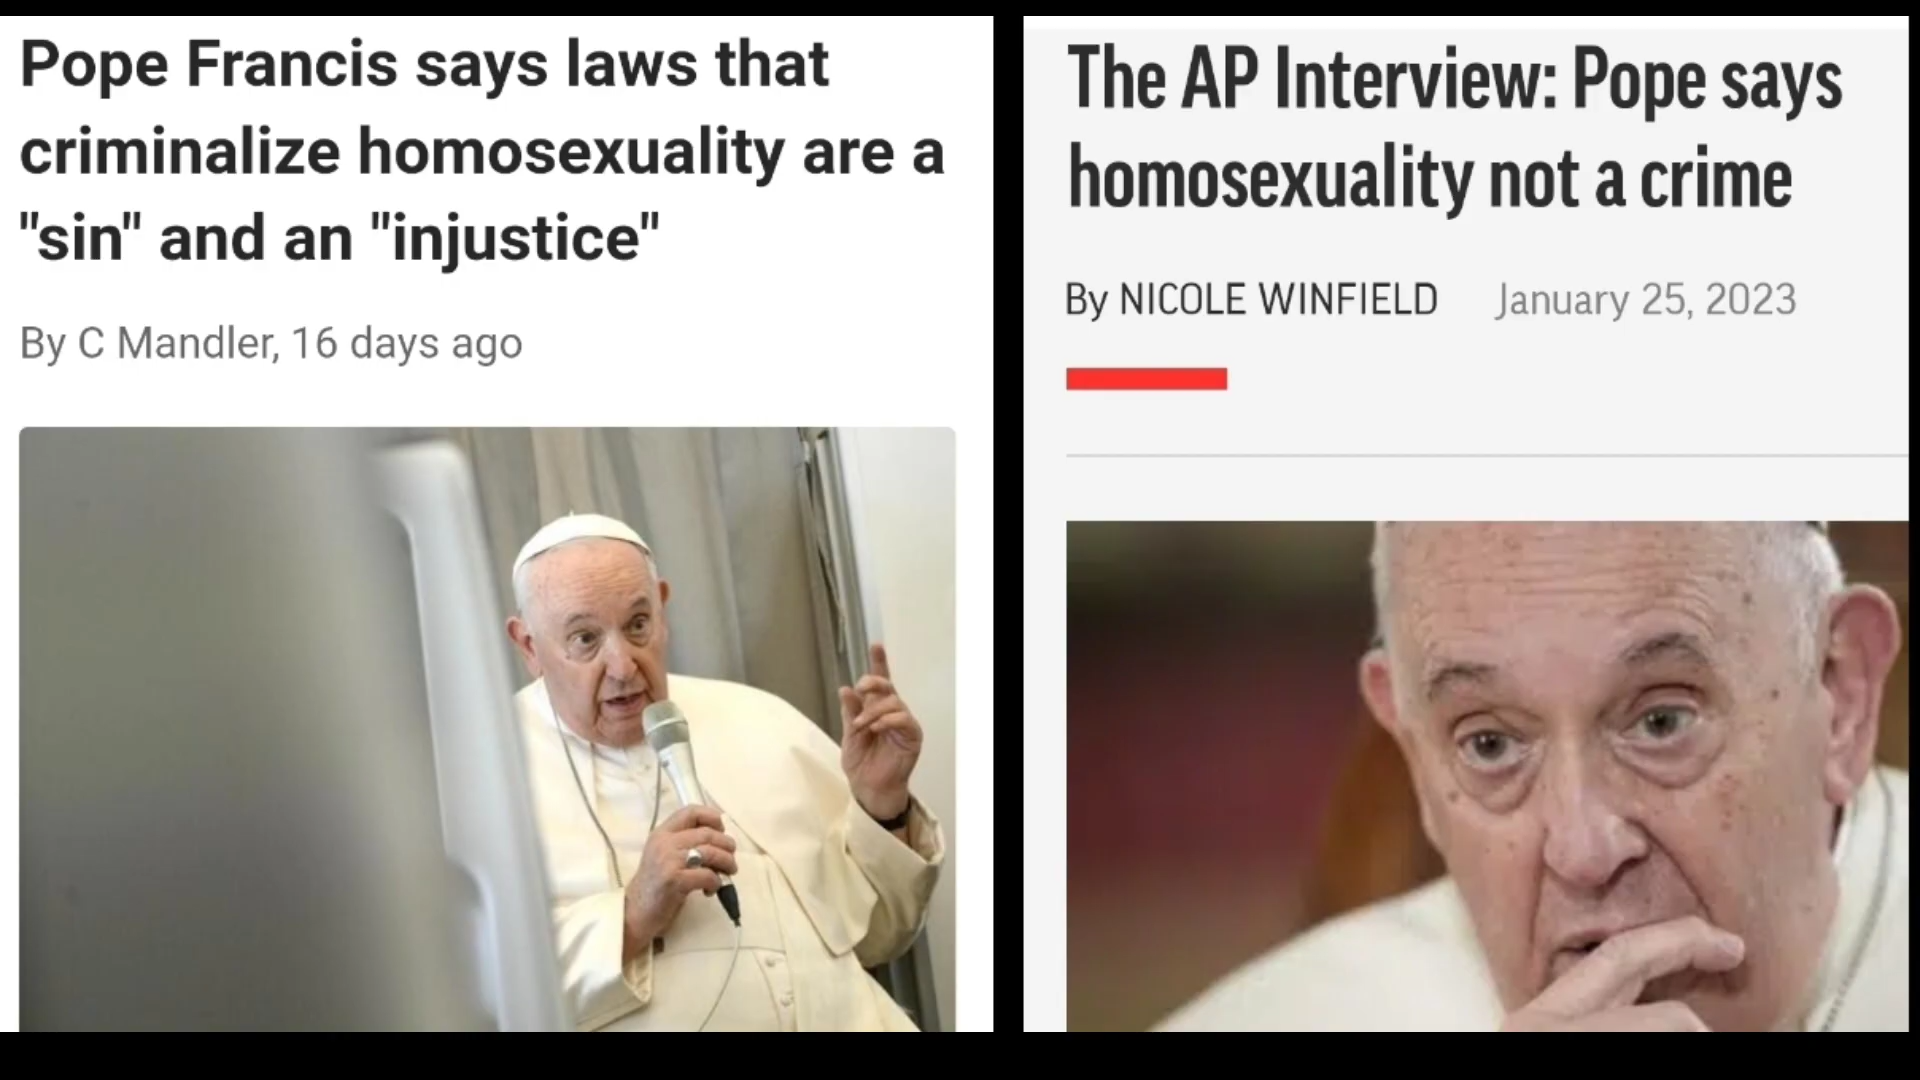 Pope Francis says laws that
criminalize homosexuality are a
"sin" and an "injustice"
By C Mandler, 16 days ago
The AP Interview: Pope says
homosexuality not a crime
By NICOLE WINFIELD January 25, 2023